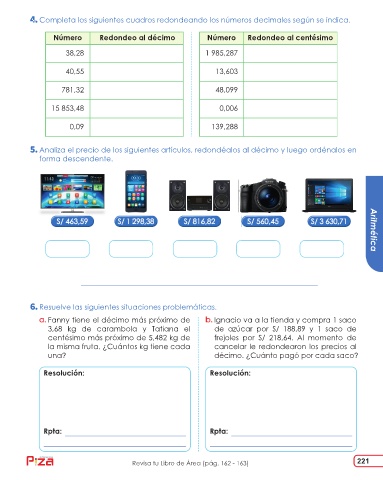 4. Completa los siguientes cuadros redondeando los números decimales según se indica.
Número Redondeo al décimo Número Redondeo al centésimo
38,28 1 985,287
40,55 13,603
781,32 48,099
15 853,48 0,006
0,09 139,288
5. Analiza el precio de los siguientes artículos, redondéalos al décimo y luego ordénalos en
forma descendente.
S/ 463,59 S/ 1 298,38 S/ 816,82 S/ 560,45 S/ 3 630,71
Aritmética
6. Resuelve las siguientes situaciones problemáticas.
a. Fanny tiene el décimo más próximo de
3,68 kg de carambola y Tatiana el
centésimo más próximo de 5,482 kg de
la misma fruta. ¿Cuántos kg tiene cada
una?
b. Ignacio va a la tienda y compra 1 saco
de azúcar por S/ 188,89 y 1 saco de
frejoles por S/ 218,64. Al momento de
cancelar le redondearon los precios al
décimo. ¿Cuánto pagó por cada saco?
Resolución: Resolución:
Rpta: Rpta:
Revisa tu Libro de Área (pág. 162 - 163)
221